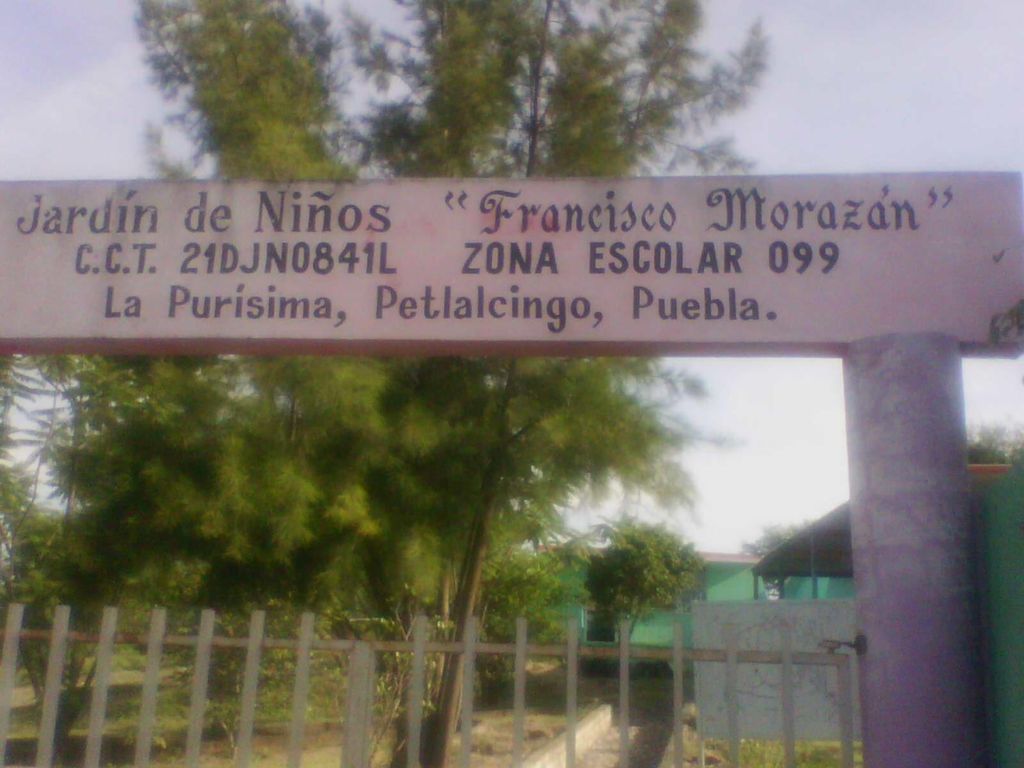 Jardín de Niños "Francisco Morazán"
C.C.T. 21DJN0841L ZONA ESCOLAR 099
La Purísima, Petlalcingo, Puebla.